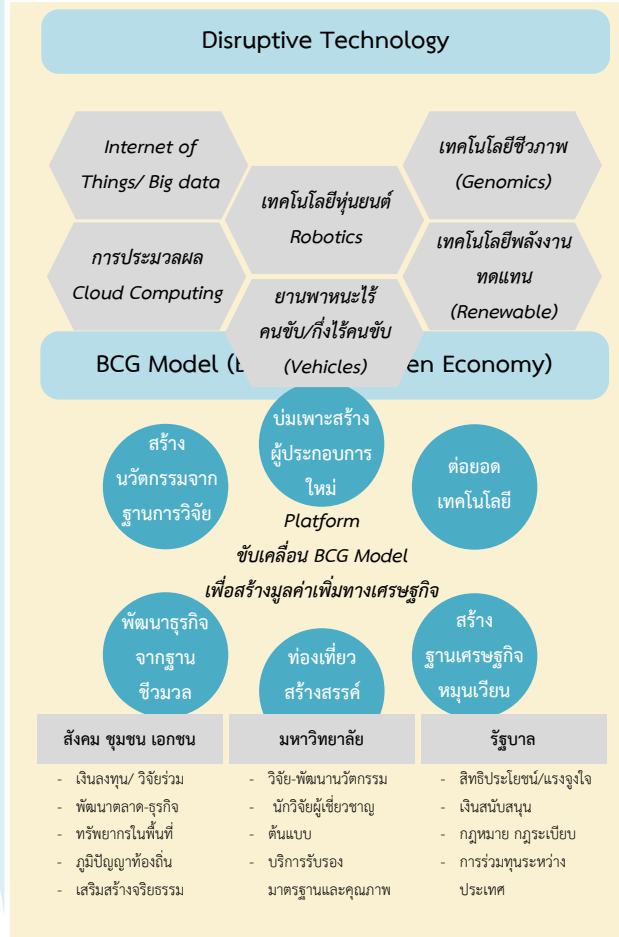 Disruptive Technology
Internet of
Things/ Big data
เทคโนโลยีชีวภาพ
(Genomics)
เทคโนโลยีหุ่นยนต์
Robotics
การประมวลผล
Cloud Computing
เทคโนโลยีพลังงาน
ทดแทน
(Renewable)
ยานพาหนะไร้
คนขับ/กึ่งไร้คนขับ
(Vehicles)
BCG Model ( en Economy)
บ่มเพาะสร้าง
ผู้ประกอบการ
ใหม่
สร้าง
นวัตกรรมจาก
ฐานการวิจัย
ต่อยอด
เทคโนโลยี
Platform
ขับเคลื่อน BCG Model
เพื่อสร้างมูลค่าเพิ่มทางเศรษฐกิจ
พัฒนาธุรกิจ
จากฐาน
ชีวมวล
ท่องเที่ยว
สร้างสรรค์
สร้าง
ฐานเศรษฐกิจ
หมุนเวียน
สังคม ชุมชน เอกชน
- เงินลงทุน/ วิจัยร่วม
- พัฒนาตลาด-ธุรกิจ
- ทรัพยากรในพื้นที่
- ภูมิปัญญาท้องถิ่น
- เสริมสร้างจริยธรรม
มหาวิทยาลัย
- วิจัย-พัฒนานวัตกรรม
- นักวิจัยผู้เชี่ยวชาญ
- ต้นแบบ
- บริการรับรอง
มาตรฐานและคุณภาพ
รัฐบาล
- สิทธิประโยชน์/แรงจูงใจ
- เงินสนับสนุน
- กฎหมาย กฎระเบียบ
- การร่วมทุนระหว่าง
ประเทศ